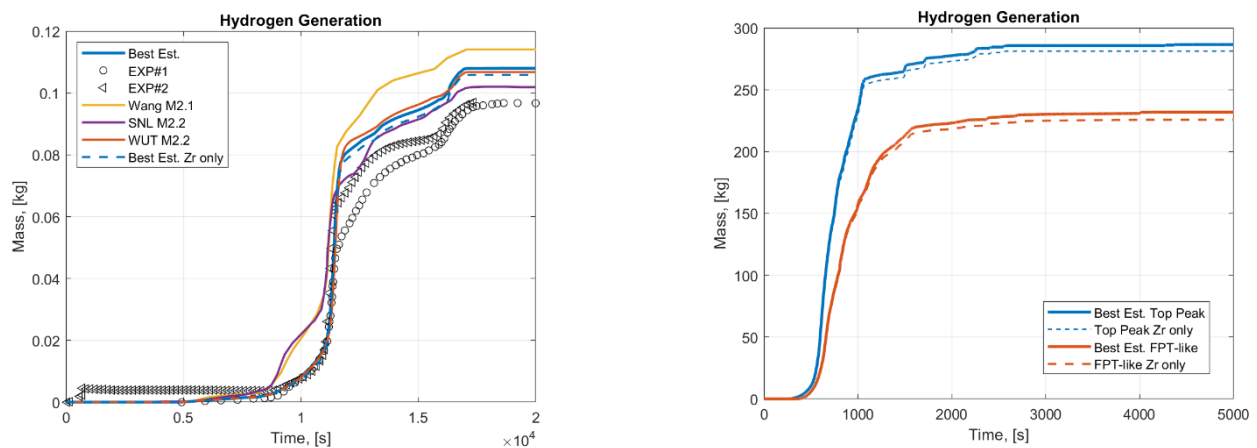 Hydrogen Generation
0.12
0.1
0.08
0.06
0.04
0.02
0
Mass, [kg]
Best Est.
EXP#1
EXP#2
Wang M2.1
SNL M2.2
WUT M2.2
Best Est. Zr only
0 0.5 1 1.5 2
Time, [s]
×10⁴
Hydrogen Generation
300
250
200
150
100
50
0
Mass, [kg]
Best Est. Top Peak
Top Peak Zr only
Best Est. FPT-like
FPT-like Zr only
0 1000 2000 3000 4000 5000
Time, [s]